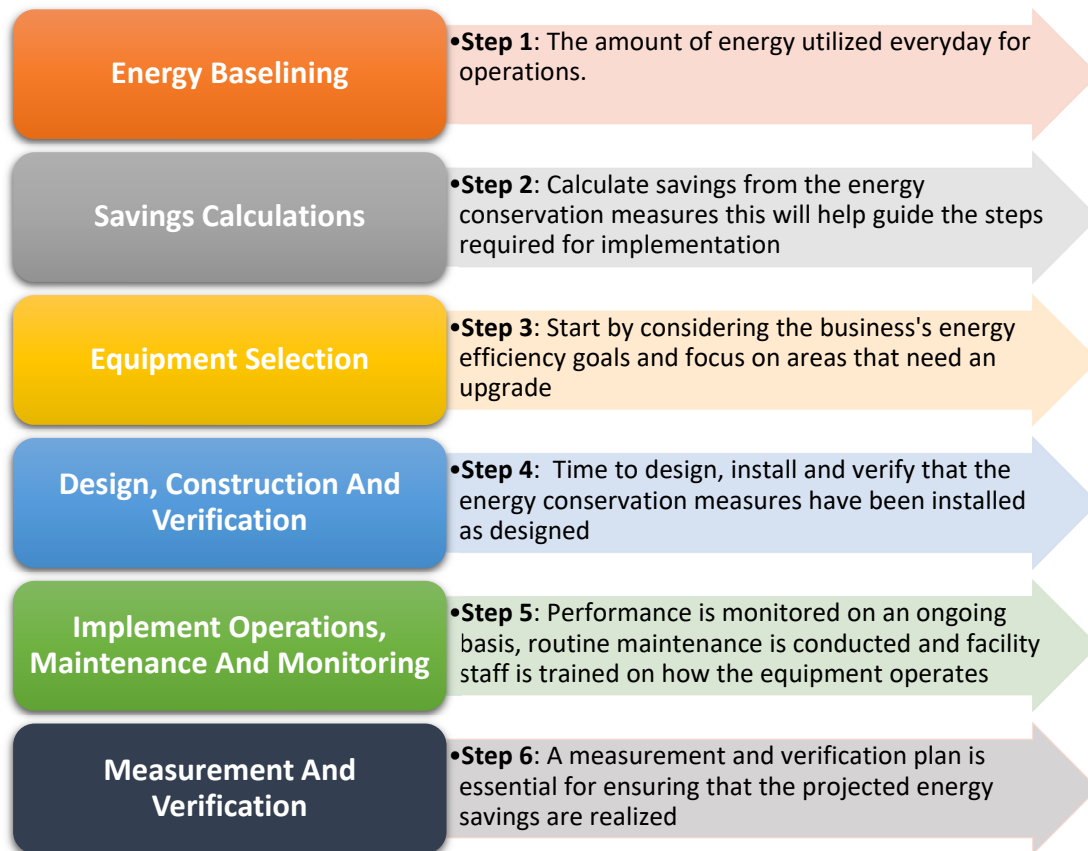 Energy Baselining
•Step 1: The amount of energy utilized everyday for
operations.
Savings Calculations
•Step 2: Calculate savings from the energy
conservation measures this will help guide the steps
required for implementation
Equipment Selection
•Step 3: Start by considering the business's energy
efficiency goals and focus on areas that need an
upgrade
Design, Construction And
Verification
•Step 4:  Time to design, install and verify that the
energy conservation measures have been installed
as designed
Implement Operations,
Maintenance And Monitoring
•Step 5: Performance is monitored on an ongoing
basis, routine maintenance is conducted and facility
staff is trained on how the equipment operates
Measurement And
Verification
•Step 6: A measurement and verification plan is
essential for ensuring that the projected energy
savings are realized